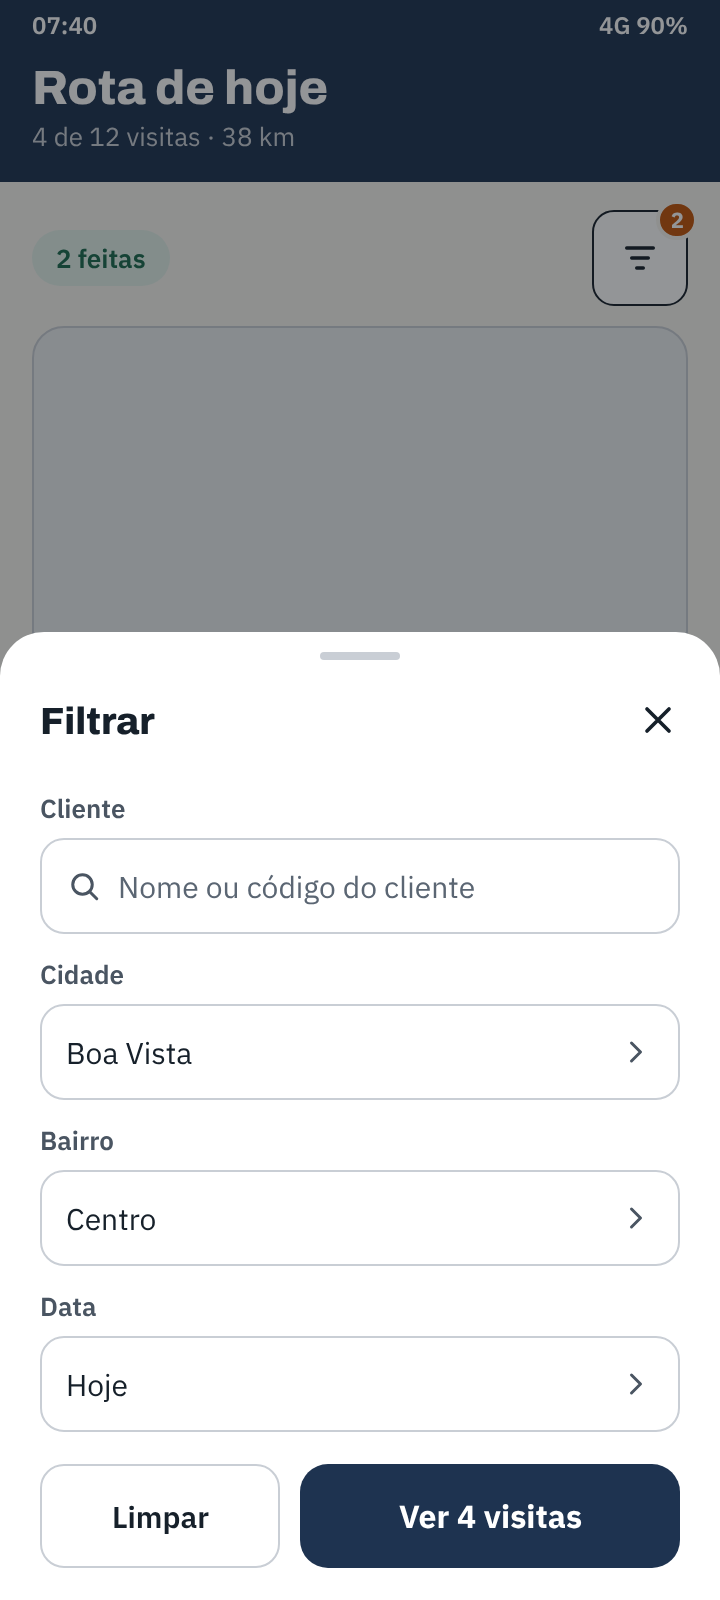 07:40 4G 90%
Rota de hoje
4 de 12 visitas · 38 km
2 feitas
2
Filtrar
Cliente
Nome ou código do cliente
Cidade
Boa Vista
Bairro
Centro
Data
Hoje
Limpar
Ver 4 visitas